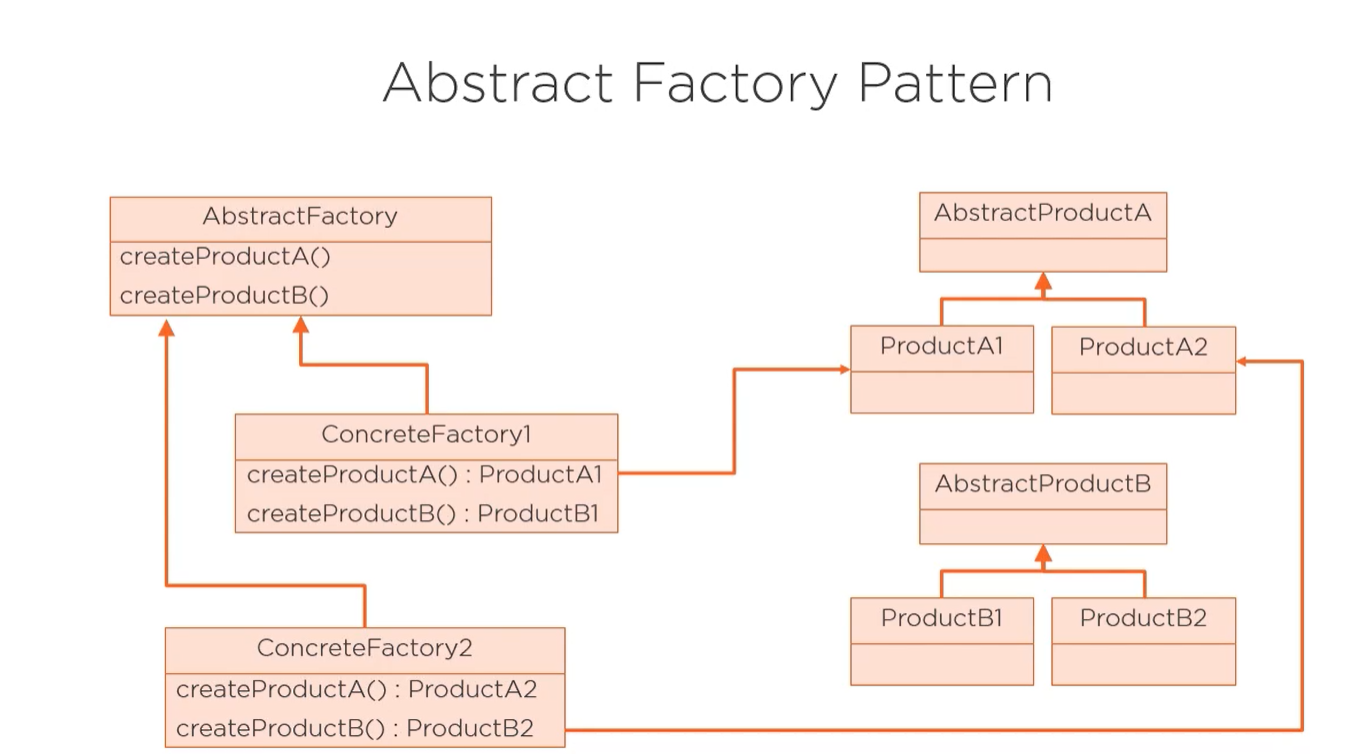 Abstract Factory Pattern
AbstractFactory
createProductA()
createProductB()
ConcreteFactory1
createProductA() : ProductA1
createProductB() : ProductB1
ConcreteFactory2
createProductA() : ProductA2
createProductB() : ProductB2
AbstractProductA
ProductA1
ProductA2
AbstractProductB
ProductB1
ProductB2